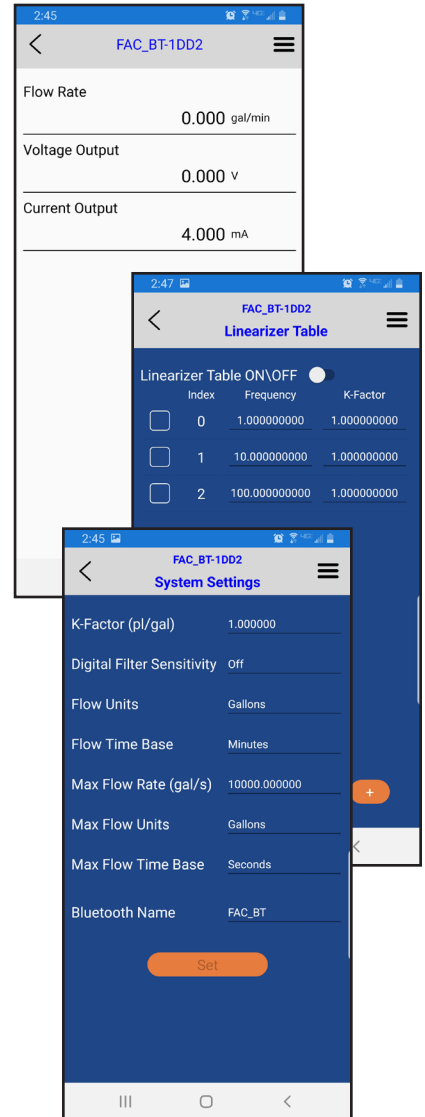 2:45
FAC_BT-1DD2
Flow Rate
0.000 gal/min
Voltage Output
0.000 V
Current Output
4.000 mA
2:47
FAC_BT-1DD2
Linearizer Table
Linearizer Table ON\OFF
Index Frequency K-Factor
0 1.000000000 1.000000000
1 10.000000000 1.000000000
2 100.000000000 1.000000000
+
2:45
FAC_BT-1DD2
System Settings
K-Factor (pl/gal) 1.000000
Digital Filter Sensitivity Off
Flow Units Gallons
Flow Time Base Minutes
Max Flow Rate (gal/s) 10000.000000
Max Flow Units Gallons
Max Flow Time Base Seconds
Bluetooth Name FAC_BT
Set